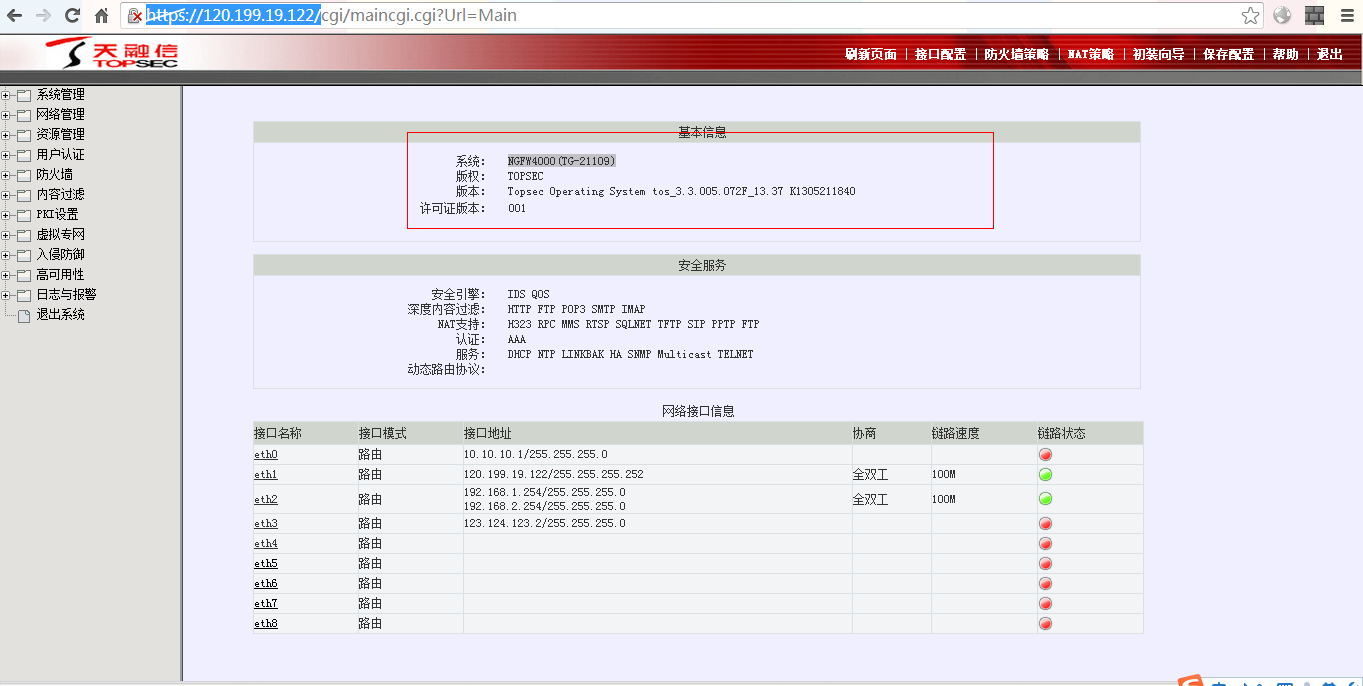 https://120.199.19.122/cgi/maincgi.cgi?Url=Main
天融信
TOPSEC
刷新页面 | 接口配置 | 防火墙策略 | NAT策略 | 初装向导 | 保存配置 | 帮助 | 退出
系统管理
网络管理
资源管理
用户认证
防火墙
内容过滤
PKI设置
虚拟专网
入侵防御
高可用性
日志与报警
退出系统
基本信息
系统: NGFW4000(TG-21109)
版权: TOPSEC
版本: Topsec Operating System tos_3.3.005.072F_13.37 K1305211840
许可证版本: 001
安全服务
安全引擎: IDS QOS
深度内容过滤: HTTP FTP POP3 SMTP IMAP
NAT支持: H323 RPC MMS RTSP SQLNET TFTP SIP PPTP FTP
认证: AAA
服务: DHCP NTP LINKBAK HA SNMP Multicast TELNET
动态路由协议:
网络接口信息
接口名称 接口模式 接口地址 协商 链路速度 链路状态
eth0 路由 10.10.10.1/255.255.255.0
eth1 路由 120.199.19.122/255.255.255.252 全双工 100M
eth2 路由 192.168.1.254/255.255.255.0 全双工 100M
192.168.2.254/255.255.255.0
eth3 路由 123.124.123.2/255.255.255.0
eth4 路由
eth5 路由
eth6 路由
eth7 路由
eth8 路由